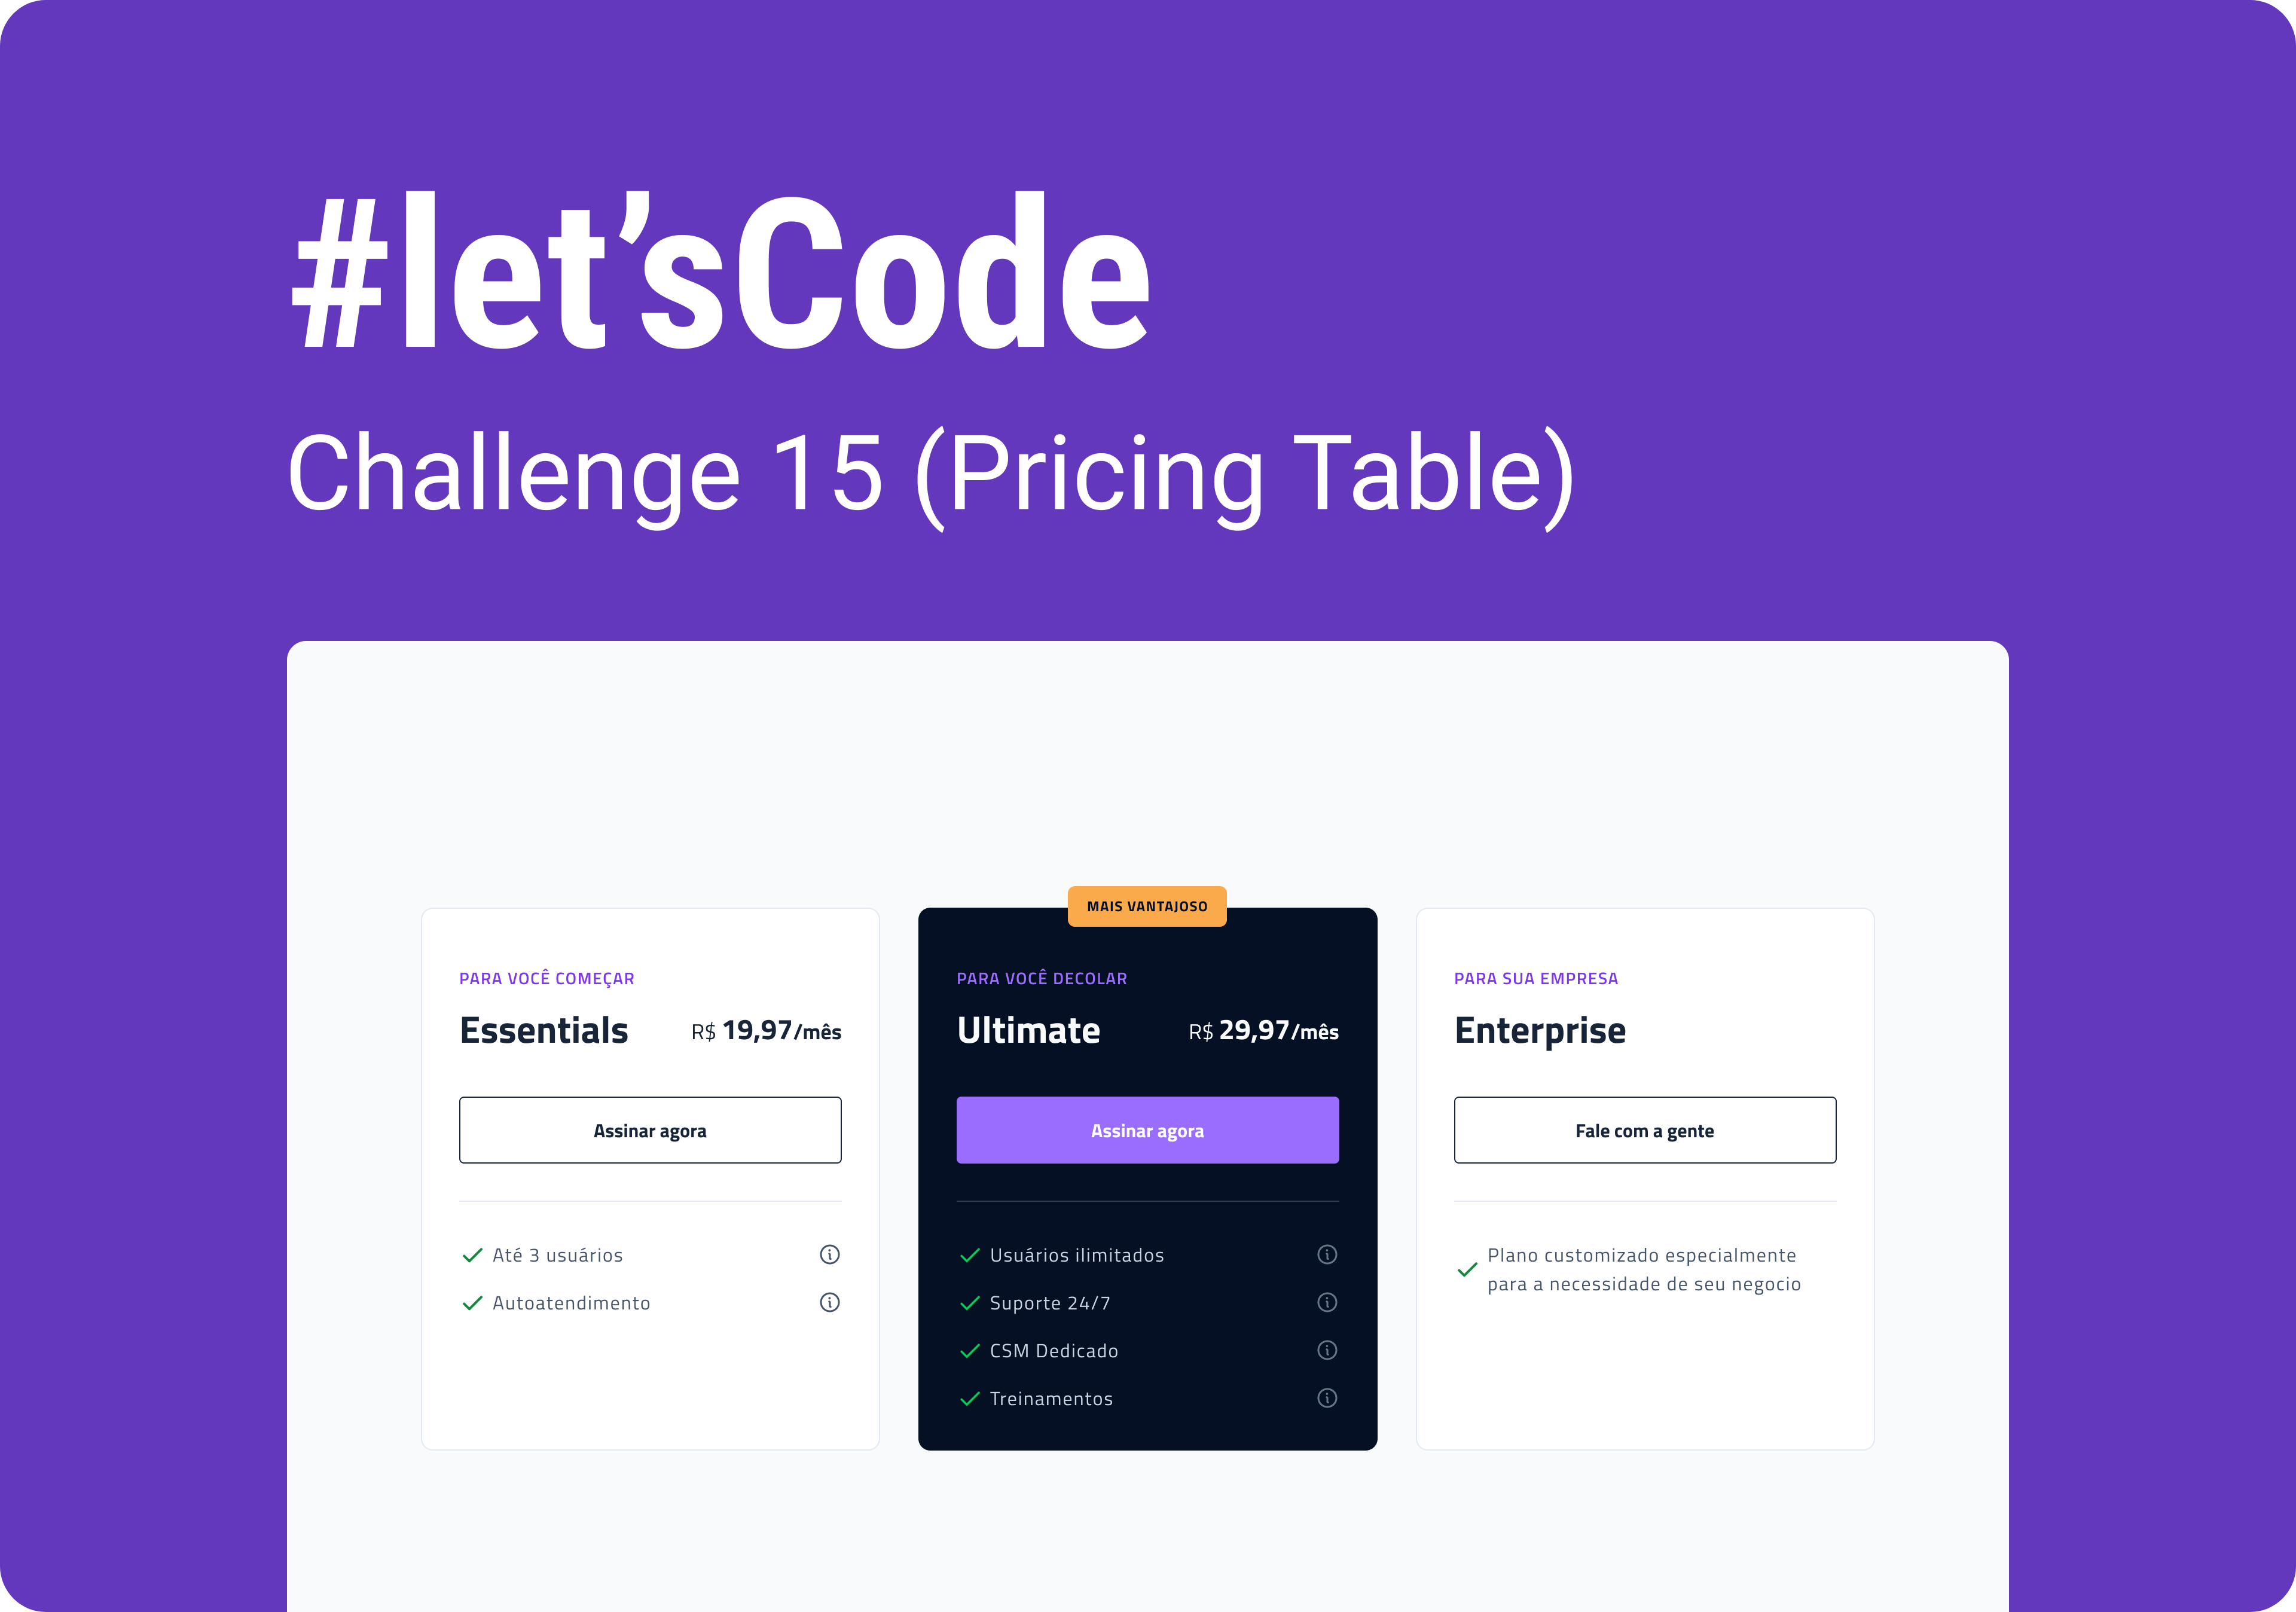 #let’sCode
Challenge 15 (Pricing Table)
PARA VOCÊ COMEÇAR
Essentials
R$ 19,97/mês
Assinar agora
Até 3 usuários
Autoatendimento
MAIS VANTAJOSO
PARA VOCÊ DECOLAR
Ultimate
R$ 29,97/mês
Assinar agora
Usuários ilimitados
Suporte 24/7
CSM Dedicado
Treinamentos
PARA SUA EMPRESA
Enterprise
Fale com a gente
Plano customizado especialmente
para a necessidade de seu negocio